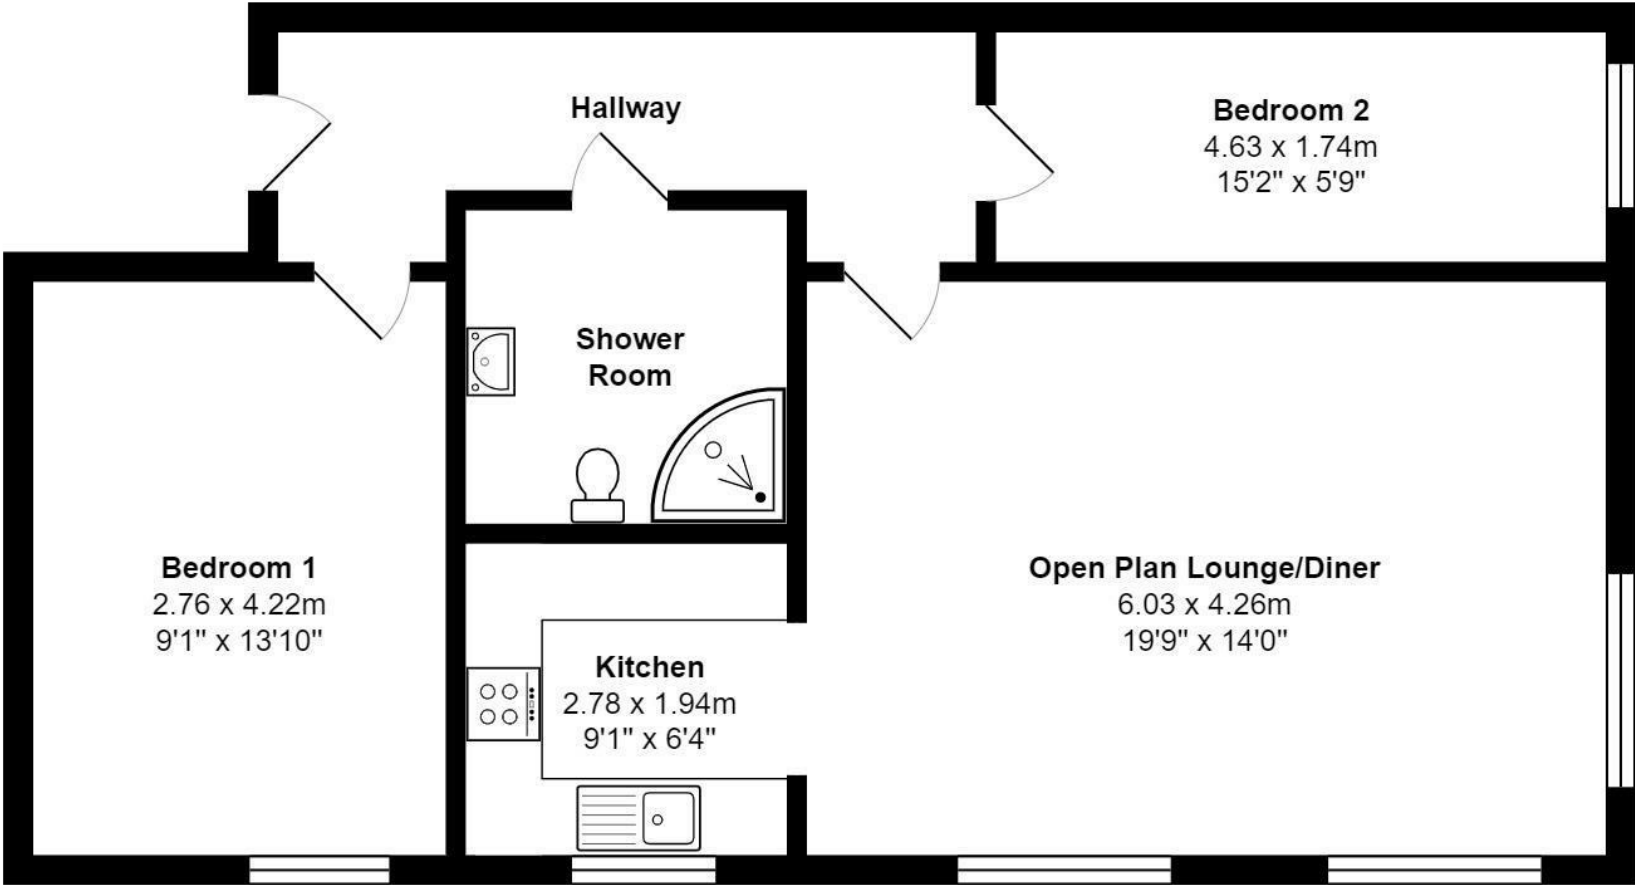 Hallway
Bedroom 2
4.63 x 1.74m
15'2" x 5'9"
Shower
Room
Bedroom 1
2.76 x 4.22m
9'1" x 13'10"
Open Plan Lounge/Diner
6.03 x 4.26m
19'9" x 14'0"
Kitchen
2.78 x 1.94m
9'1" x 6'4"